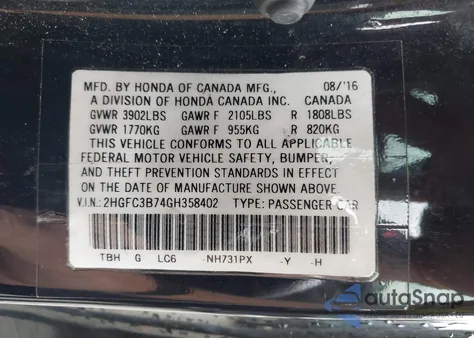 MFD. BY HONDA OF CANADA MFG., 08/'16
A DIVISION OF HONDA CANADA INC. CANADA
GVWR 3902LBS GAWR F 2105LBS R 1808LBS
GVWR 1770KG GAWR F 955KG R 820KG
THIS VEHICLE CONFORMS TO ALL APPLICABLE
FEDERAL MOTOR VEHICLE SAFETY, BUMPER,
AND THEFT PREVENTION STANDARDS IN EFFECT
ON THE DATE OF MANUFACTURE SHOWN ABOVE.
V.I.N.: 2HGFC3B74GH358402 TYPE: PASSENGER CAR
TBH G LC6 -NH731PX -Y -H
autoSnap